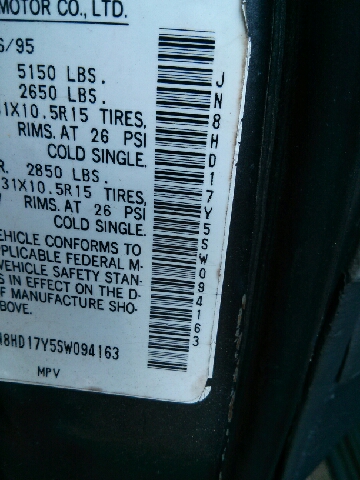 MOTOR CO., LTD.
6/95
5150 LBS.
2650 LBS.
31X10.5R15 TIRES,
RIMS. AT 26 PSI
COLD SINGLE.
R. 2850 LBS.
31X10.5R15 TIRES,
RIMS. AT 26 PSI
COLD SINGLE.
VEHICLE CONFORMS TO
PLICABLE FEDERAL M-
VEHICLE SAFETY STAN-
S IN EFFECT ON THE
F MANUFACTURE SHO-
ABOVE.
N8HD17Y5SW094163
MPV
JN8HD17Y5SW094163